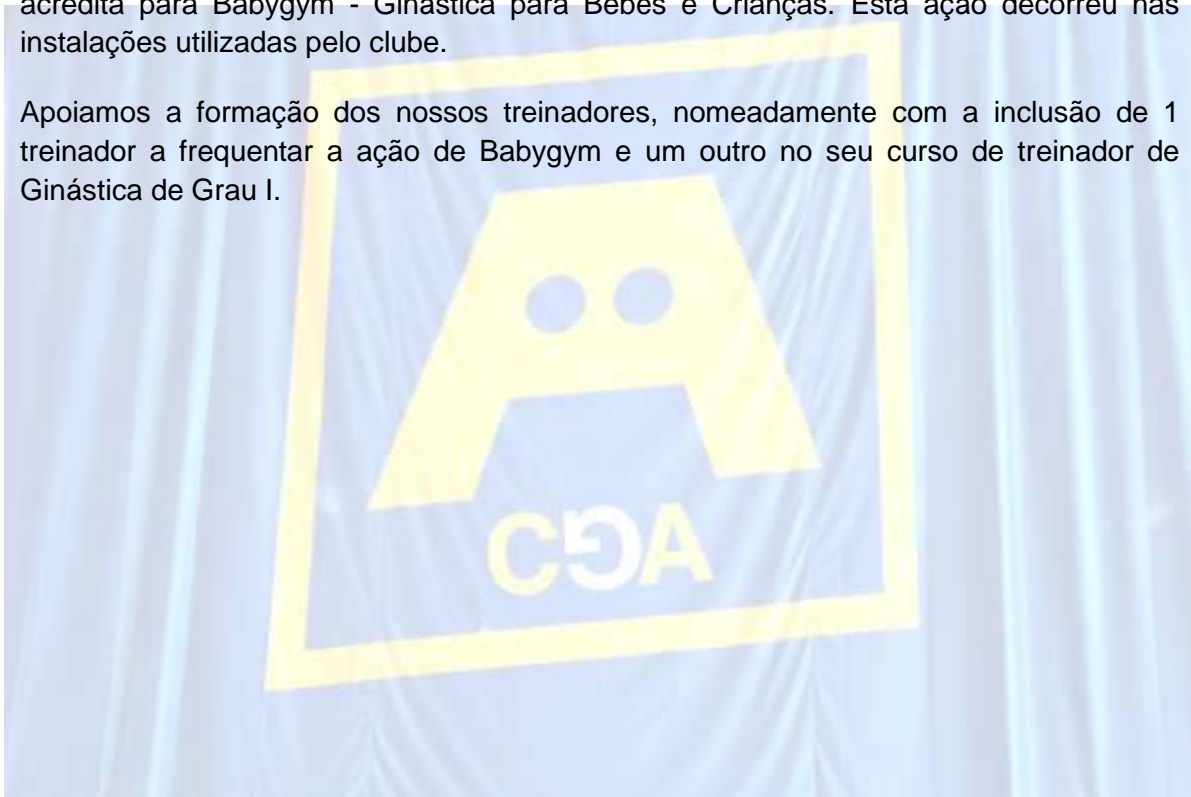 acredita para Babygym - Ginástica para Bebés e Crianças. Esta ação decorreu nas
instalações utilizadas pelo clube.
Apoiamos a formação dos nossos treinadores, nomeadamente com a inclusão de 1
treinador a frequentar a ação de Babygym e um outro no seu curso de treinador de
Ginástica de Grau I.
CGA